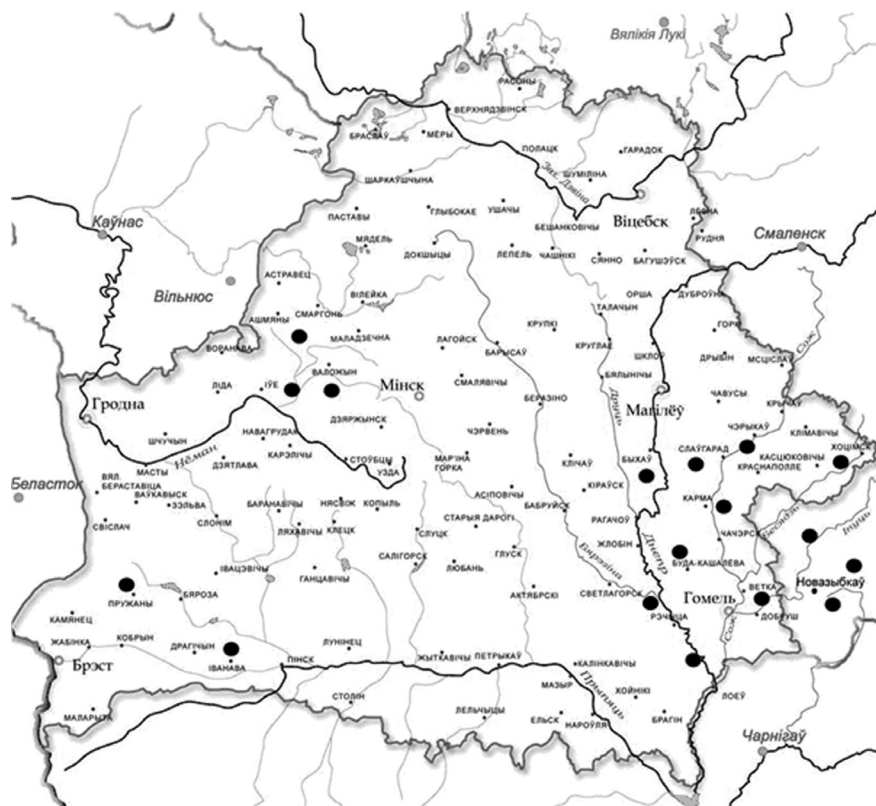 Вялікія Лукі
РАСОНЫ
ВЕРХНЯДЗВІНСК
БРАСЛАЎ
МЁРЫ
ПОЛАЦК
ГАРАДОК
ШАРКАЎШЧЫНА
Зах. Дзвіна
ШУМІЛІНА
ПАСТАВЫ
ГЛЫБОКАЕ
УШАЧЫ
БЕШАНКОВІЧЫ
Віцебск
ЛЁЗНА
РУДНЯ
Каўнас
МЯДЕЛЬ
ДОКШЫЦЫ
ЛЕПЕЛЬ
ЧАШНІКІ
СЯННО
БАГУШЭЎСК
Смаленск
АСТРАВЕЦ
Вільнюс
ВІЛЕЙКА
ОРША
ДУБРОЎНА
АШМЯНЫ
СМАРГОНЬ
ТАЛАЧЫН
МАЛАДЗЕЧНА
КРУПКІ
ГОРКІ
Сож
ВОРАНАВА
ЛАГОЙСК
БАРЫСАЎ
КРУГЛАЕ
ШКЛОЎ
ДРЫБІН
МСЦІСЛАЎ
ВАЛОЖЫН
СМАЛЯВІЧЫ
БЯЛЫНІЧЫ
ЛІДА
ІЎЕ
Мінск
БЕРАЗІНО
Друць
Магілёў
ЧАВУСЫ
КРЫЧАЎ
Гродна
ДЗЯРЖЫНСК
ЧЭРВЕНЬ
ЧЭРЫКАЎ
КЛІМАВІЧЫ
ШЧУЧЫН
НАВАГРУДАК
КАРЭЛІЧЫ
Нёман
СТОЎБЦЫ
МАР'ІНА
ГОРКА
КЛІЧАЎ
БЫХАЎ
СЛАЎГАРАД
КАСЦЮКОВІЧЫ
ХОЦІМСК
МАСТЫ
ДЗЯТЛАВА
УЗДА
КРАСНАПОЛЛЕ
Беласток
ВЯЛ.
БЕРАСТАВІЦА
ВАЎКАВЫСК
ЗЭЛЬВА
БАРАНАВІЧЫ
НЯСВІЖ
КОПЫЛЬ
АСІПОВІЧЫ
КІРАЎСК
КАРМА
БАБРУЙСК
СВІСЛАЧ
СЛОНІМ
ЛЯХАВІЧЫ
КЛЕЦК
СЛУЦК
СТАРЫЯ ДАРОГІ
РАГАЧОЎ
ЧАЧЭРСК
Бесядзь
Іпуць
САЛІГОРСК
ГЛУСК
ЖЛОБІН
Дняпр
ІВАЦЭВІЧЫ
ГАНЦАВІЧЫ
ЛЮБАНЬ
Бярэзіна
БУДА-КАШАЛЁВА
ПРУЖАНЫ
БЯРОЗА
АКТЯБРСКІ
СВЕТЛАГОРСК
Гомель
ВЕТКА
Новазыбкаў
КАМЯНЕЦ
РЭЧЫЦА
Сож
ДОБРУШ
ЖАБІНКА
КОБРЫН
ДРАГІЧЫН
ІВАНАВА
ЛУНІНЕЦ
Брэст
ПІНСК
ЖЫТКАВІЧЫ
ПЕТРЫКАЎ
КАЛІНКАВІЧЫ
МАЗЫР
Прыпяць
ХОЙНІКІ
ЛОЕЎ
МАЛАРЫТА
СТОЛІН
ЛЕЛЬЧЫЦЫ
ЕЛЬСК
НАРОЎЛЯ
БРАГІН
Чарнігаў